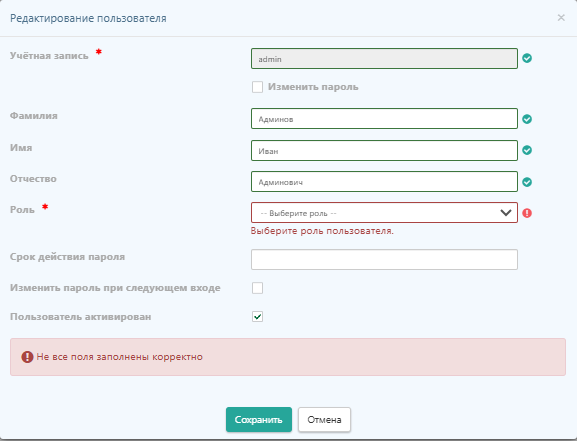 Редактирование пользователя ×
Учётная запись * admin
Изменить пароль
Фамилия Админов
Имя Иван
Отчество Админович
Роль * -- Выберите роль --
Выберите роль пользователя.
Срок действия пароля
Изменить пароль при следующем входе
Пользователь активирован
Не все поля заполнены корректно
Сохранить Отмена